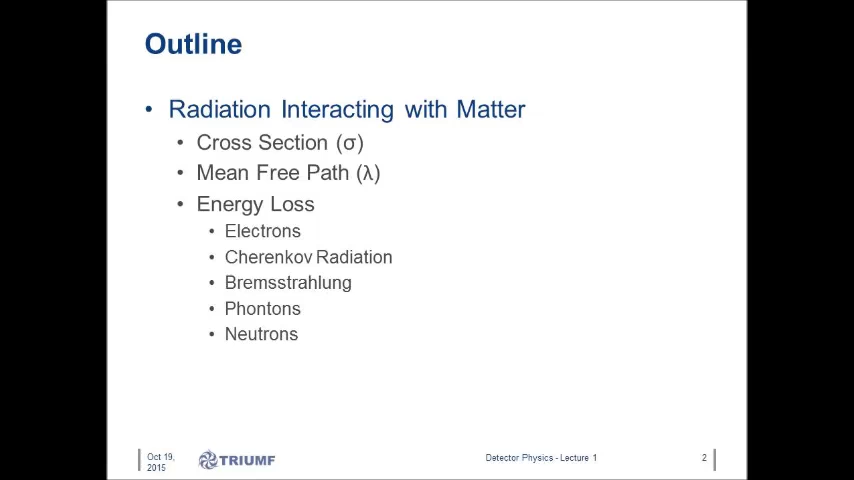 Outline
• Radiation Interacting with Matter
• Cross Section (σ)
• Mean Free Path (λ)
• Energy Loss
• Electrons
• Cherenkov Radiation
• Bremsstrahlung
• Phontons
• Neutrons
Oct 19,
2015
TRIUMF
Detector Physics - Lecture 1
2